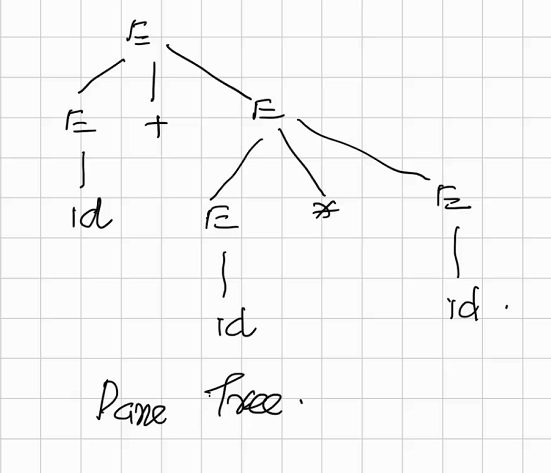 E
E + E
id E * E
id id .
Parse Tree.